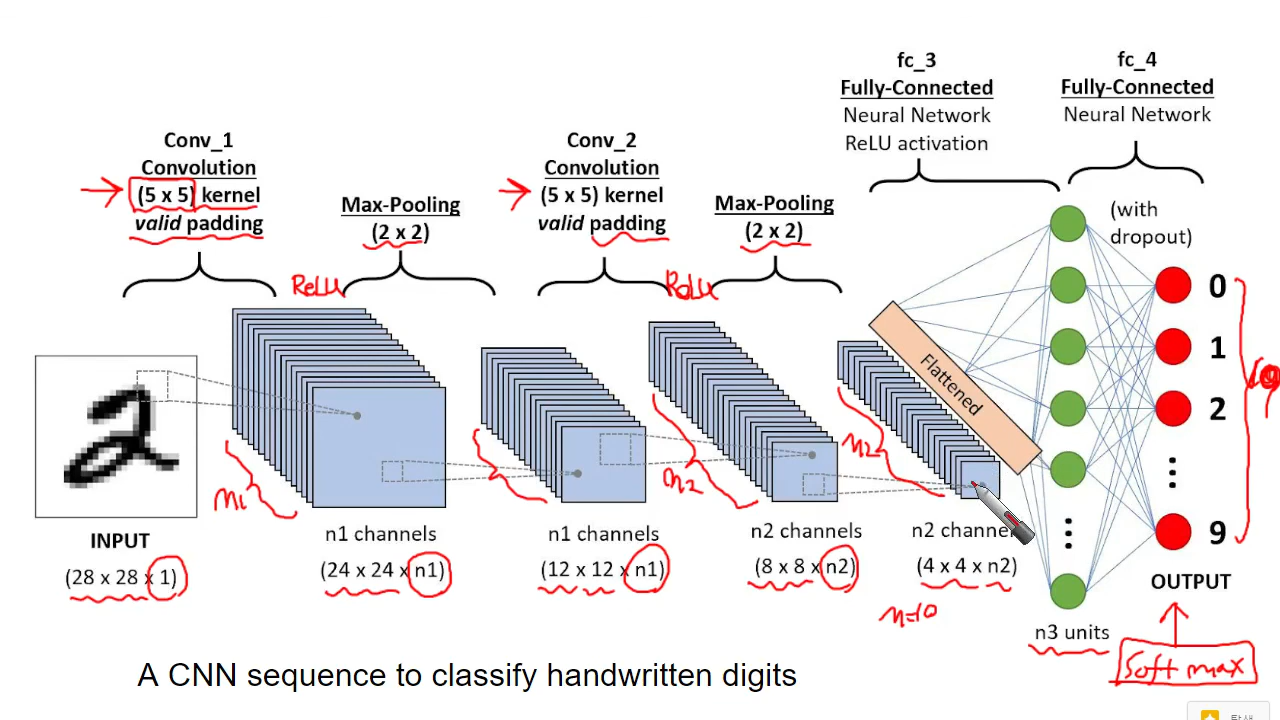 fc_3
Fully-Connected
Neural Network
ReLU activation
fc_4
Fully-Connected
Neural Network
Conv_1
Convolution
(5 x 5) kernel
valid padding
Max-Pooling
(2 x 2)
Conv_2
Convolution
(5 x 5) kernel
valid padding
Max-Pooling
(2 x 2)
(with
dropout)
ReLU
ReLU
Flattened
0
1
2
9
n1
n2
n2
INPUT
(28 x 28 x 1)
n1 channels
(24 x 24 x n1)
n1 channels
(12 x 12 x n1)
n2 channels
(8 x 8 x n2)
n2 channel
(4 x 4 x n2)
n=10
n3 units
OUTPUT
Softmax
A CNN sequence to classify handwritten digits